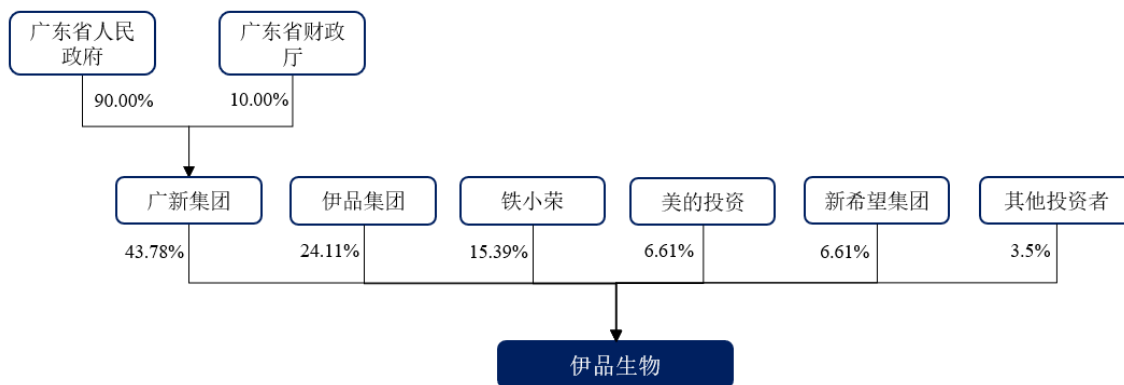 广东省人民
政府
广东省财政
厅
90.00%
10.00%
广新集团
伊品集团
铁小荣
美的投资
新希望集团
其他投资者
43.78%
24.11%
15.39%
6.61%
6.61%
3.5%
伊品生物